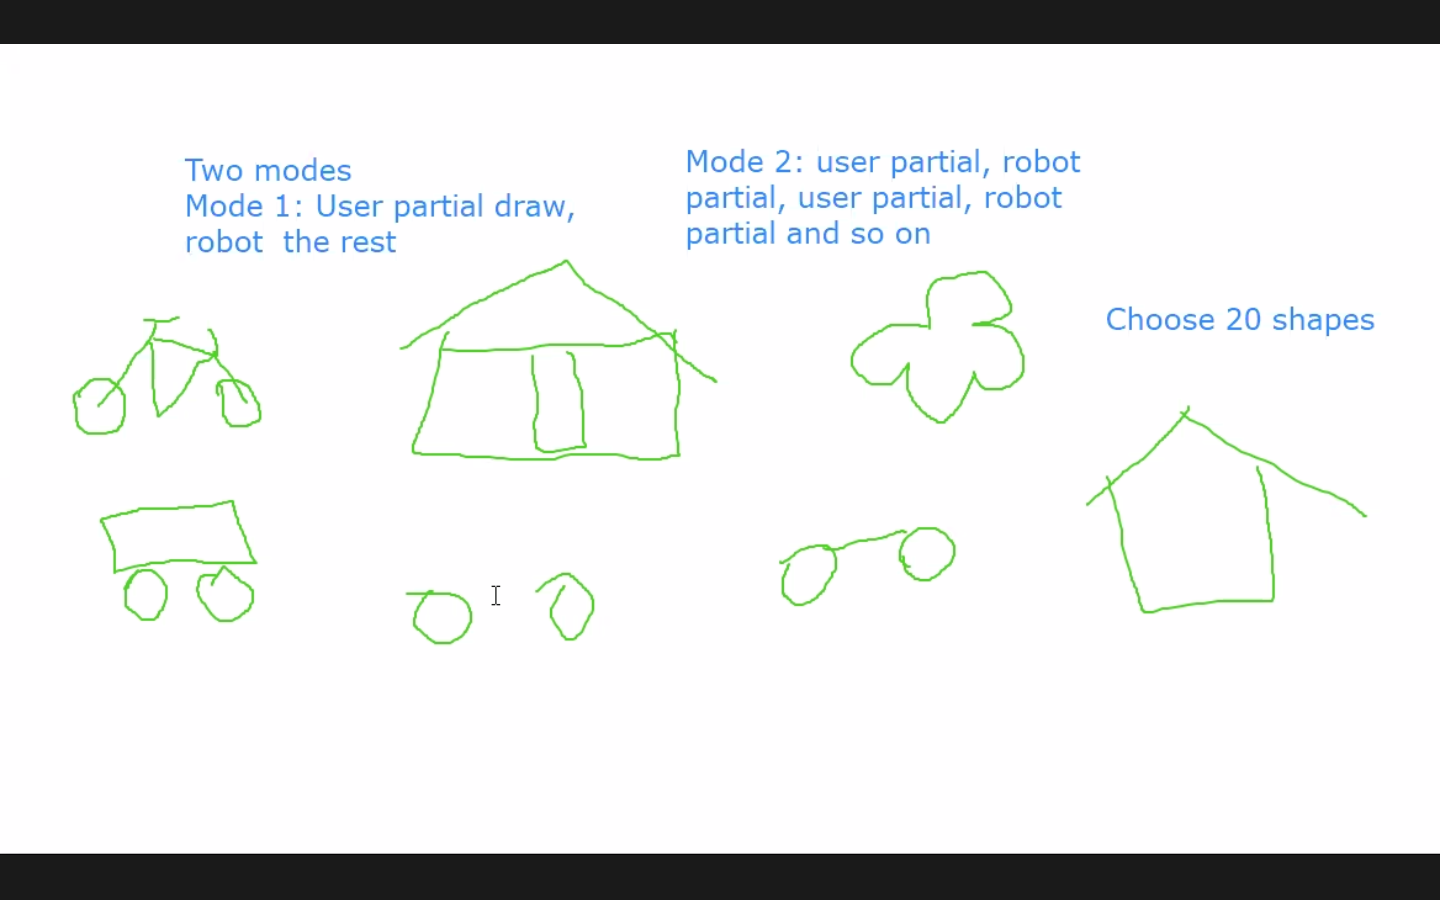 Two modes
Mode 1: User partial draw,
robot  the rest
Mode 2: user partial, robot
partial, user partial, robot
partial and so on
Choose 20 shapes